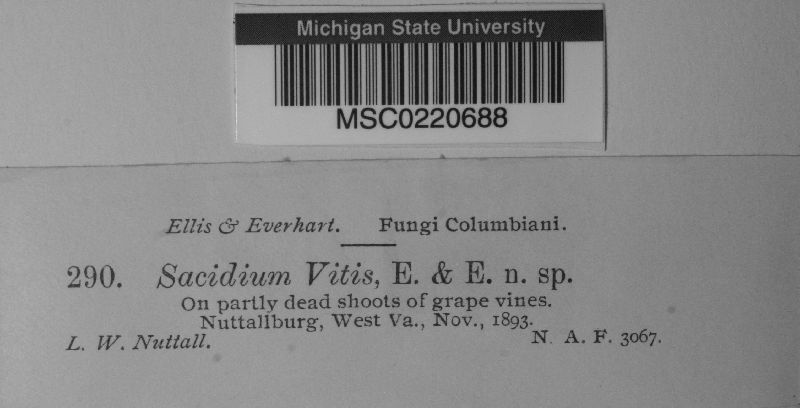 Michigan State University
MSC0220688
Ellis & Everhart. Fungi Columbiani.
290. Sacidium Vitis, E. & E. n. sp.
On partly dead shoots of grape vines.
Nuttallburg, West Va., Nov., 1893.
L. W. Nuttall. N. A. F. 3067.